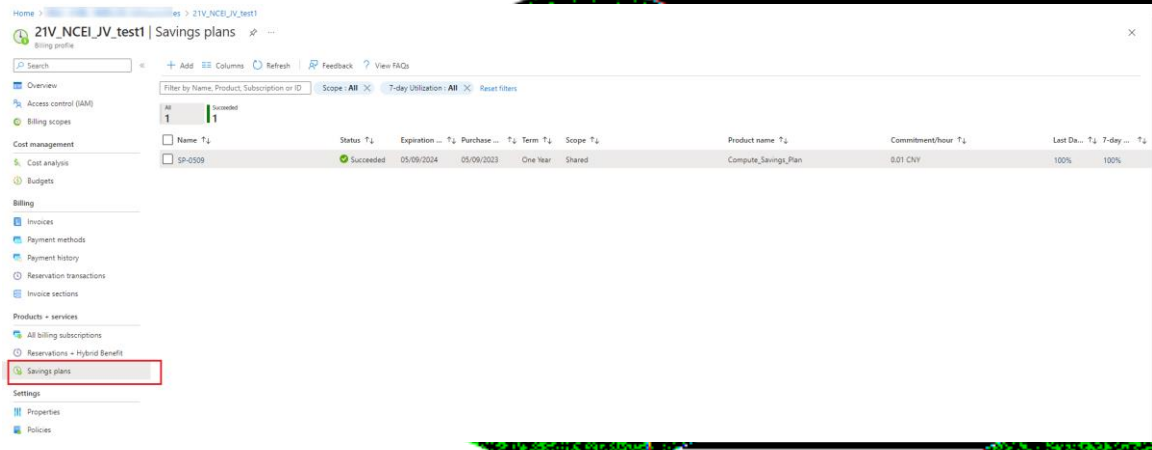 Home > es > 21V_NCEI_JV_test1
21V_NCEI_JV_test1 | Savings plans
Billing profile
Search
+ Add Columns Refresh Feedback ? View FAQs
Overview
Filter by Name, Product, Subscription or ID Scope : All 7-day Utilization : All Reset filters
Access control (IAM)
All Succeeded
1 1
Billing scopes
Name Status Expiration ... Purchase ... Term Scope Product name Commitment/hour Last Da... 7-day ...
Cost management
SP-0509 Succeeded 05/09/2024 05/09/2023 One Year Shared Compute_Savings_Plan 0.01 CNY 100% 100%
Cost analysis
Budgets
Billing
Invoices
Payment methods
Payment history
Reservation transactions
Invoice sections
Products + services
All billing subscriptions
Reservations + Hybrid Benefit
Savings plans
Settings
Properties
Policies